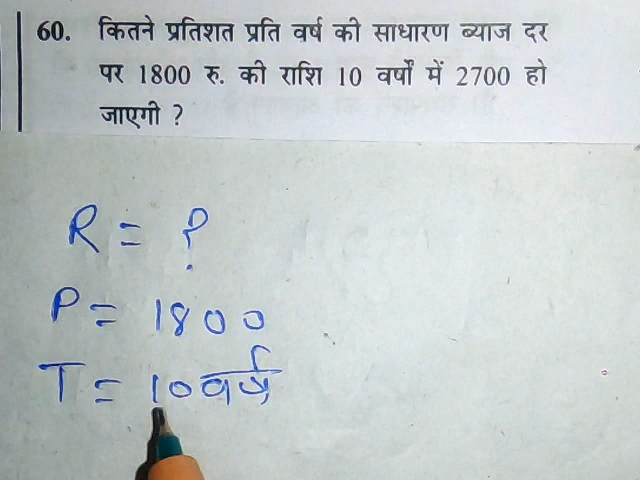 60. कितने प्रतिशत प्रति वर्ष की साधारण ब्याज दर
पर 1800 रु. की राशि 10 वर्षों में 2700 हो
जाएगी ?
R = ?
P = 1800
T = 10 वर्ष